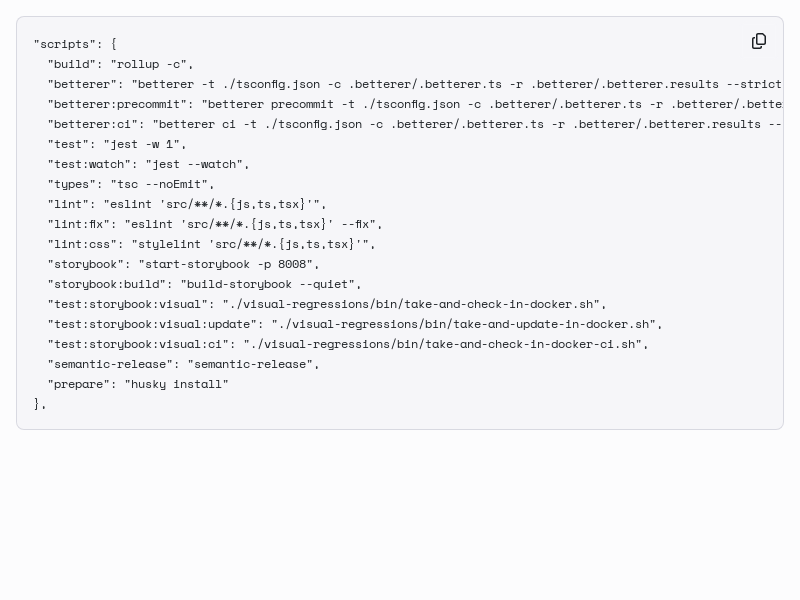 "scripts": {
  "build": "rollup -c",
  "betterer": "betterer -t ./tsconfig.json -c .betterer/.betterer.ts -r .betterer/.betterer.results --strict
  "betterer:precommit": "betterer precommit -t ./tsconfig.json -c .betterer/.betterer.ts -r .betterer/.bette
  "betterer:ci": "betterer ci -t ./tsconfig.json -c .betterer/.betterer.ts -r .betterer/.betterer.results --
  "test": "jest -w 1",
  "test:watch": "jest --watch",
  "types": "tsc --noEmit",
  "lint": "eslint 'src/**/*.{js,ts,tsx}'",
  "lint:fix": "eslint 'src/**/*.{js,ts,tsx}' --fix",
  "lint:css": "stylelint 'src/**/*.{js,ts,tsx}'",
  "storybook": "start-storybook -p 8008",
  "storybook:build": "build-storybook --quiet",
  "test:storybook:visual": "./visual-regressions/bin/take-and-check-in-docker.sh",
  "test:storybook:visual:update": "./visual-regressions/bin/take-and-update-in-docker.sh",
  "test:storybook:visual:ci": "./visual-regressions/bin/take-and-check-in-docker-ci.sh",
  "semantic-release": "semantic-release",
  "prepare": "husky install"
},